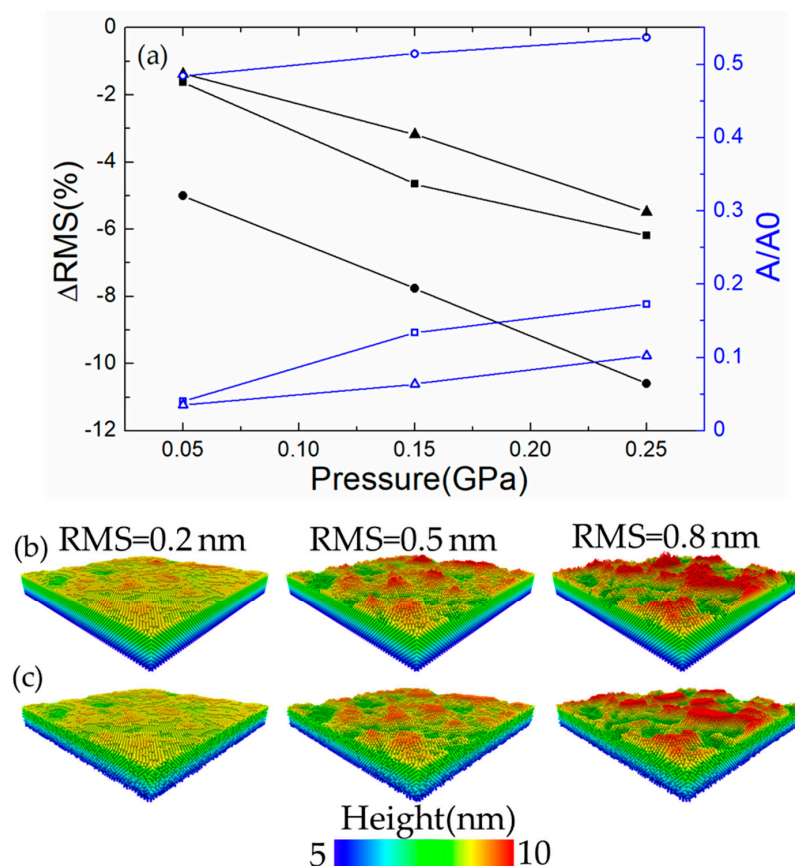 (a)
0
-2
-4
-6
-8
-10
-12
ΔRMS(%)
0.5
0.4
0.3
0.2
0.1
0
A/A0
0.05 0.10 0.15 0.20 0.25
Pressure(GPa)
(b) RMS=0.2 nm RMS=0.5 nm RMS=0.8 nm
(c)
Height(nm)
5 10